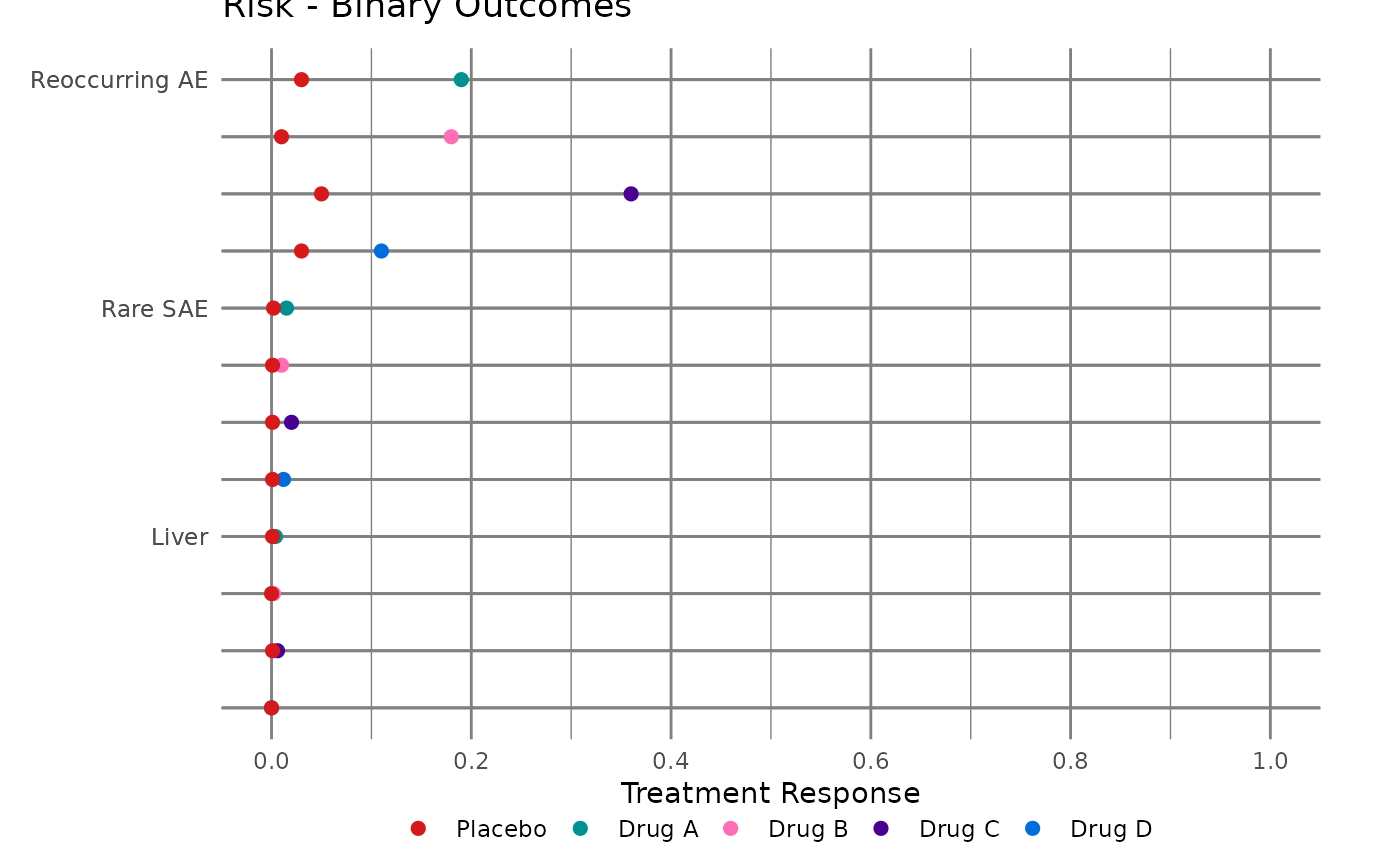 Risk - Binary Outcomes
Reoccurring AE
Rare SAE
Liver
0.0 0.2 0.4 0.6 0.8 1.0
Treatment Response
Placebo Drug A Drug B Drug C Drug D